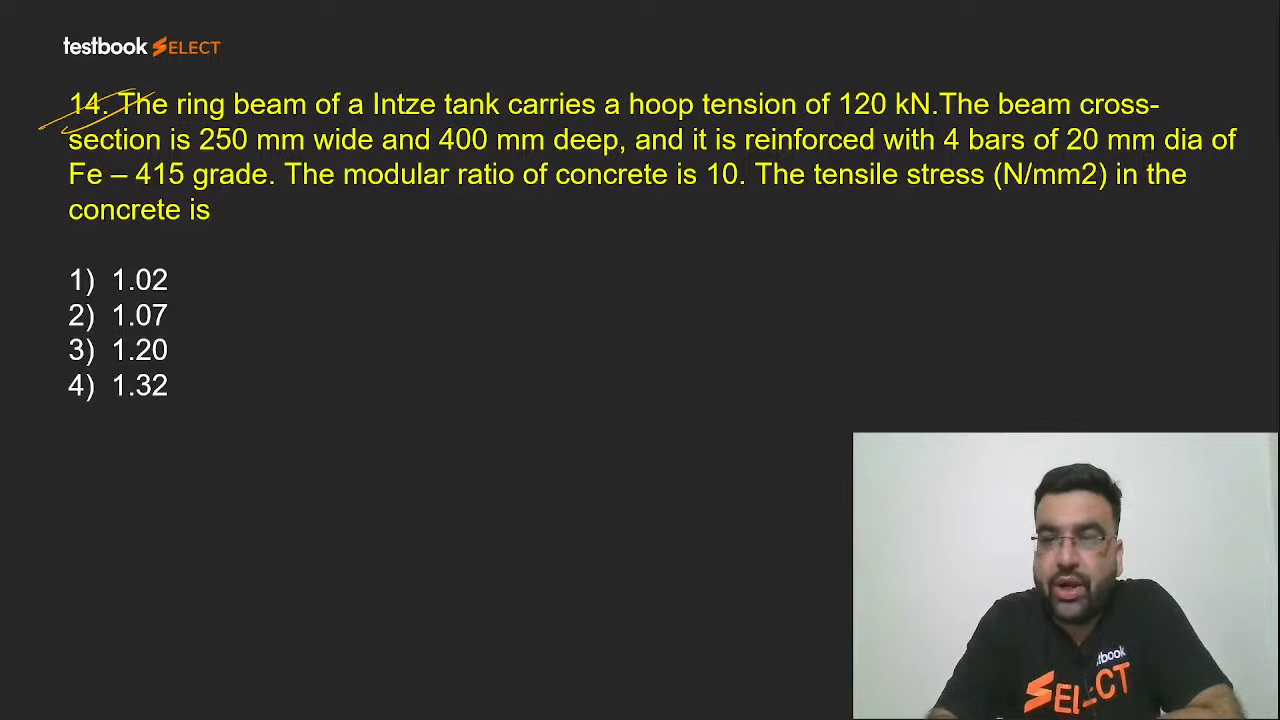 testbook SELECT
14. The ring beam of a Intze tank carries a hoop tension of 120 kN.The beam cross-
section is 250 mm wide and 400 mm deep, and it is reinforced with 4 bars of 20 mm dia of
Fe – 415 grade. The modular ratio of concrete is 10. The tensile stress (N/mm2) in the
concrete is
1) 1.02
2) 1.07
3) 1.20
4) 1.32
tbook
SELECT